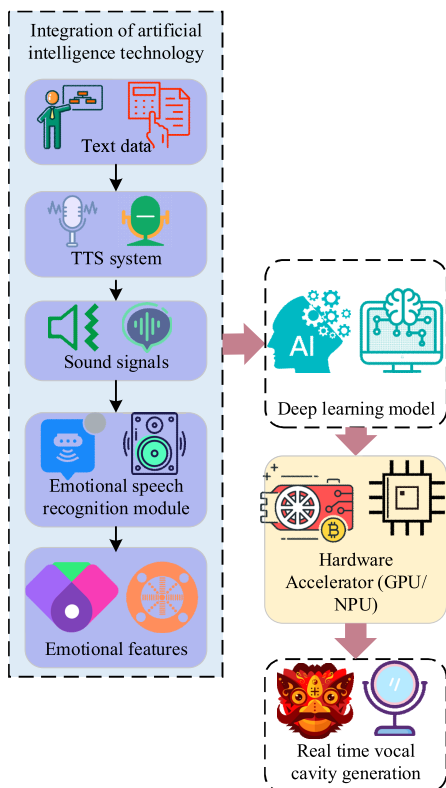 Integration of artificial
intelligence technology
Text data
TTS system
Sound signals
Emotional speech
recognition module
Emotional features
AI
Deep learning model
Hardware
Accelerator (GPU/
NPU)
Real time vocal
cavity generation